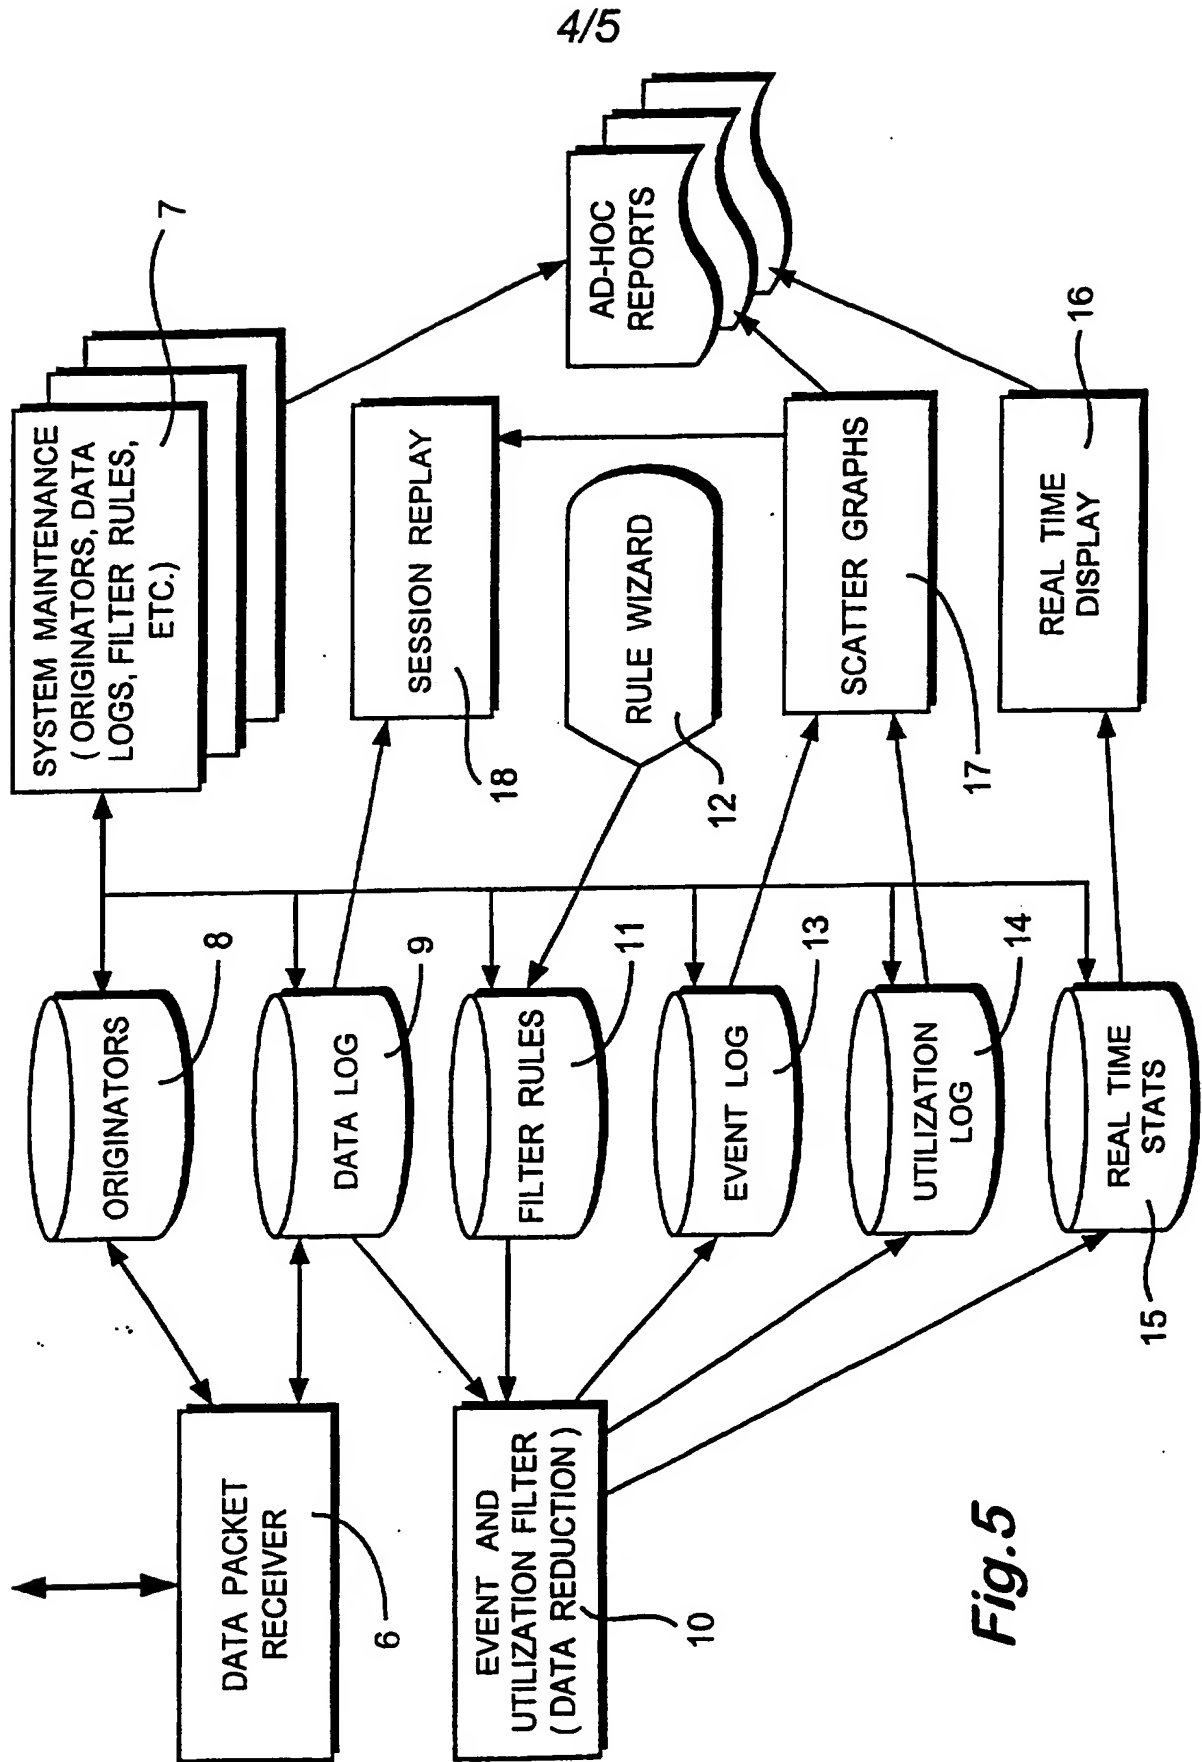 4/5
DATA PACKET
RECEIVER
6
EVENT AND
UTILIZATION FILTER
(DATA REDUCTION)
10
ORIGINATORS
8
DATA LOG
9
FILTER RULES
11
EVENT LOG
13
UTILIZATION
LOG
14
REAL TIME
STATS
15
SYSTEM MAINTENANCE
(ORIGINATORS, DATA
LOGS, FILTER RULES,
ETC.)
7
SESSION REPLAY
18
RULE WIZARD
12
SCATTER GRAPHS
17
REAL TIME
DISPLAY
16
AD-HOC
REPORTS
Fig.5